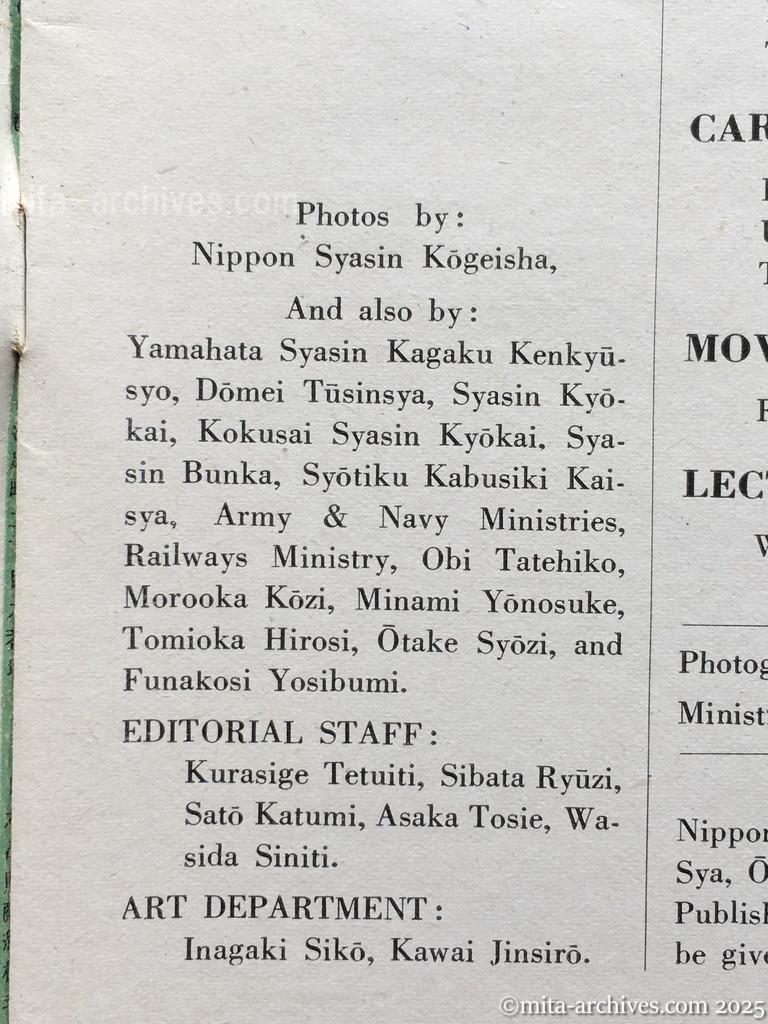 mita-archives.com
Photos by:
Nippon Syasin Kōgeisha,
And also by:
Yamahata Syasin Kagaku Kenkyū-
syo, Dōmei Tūsinsya, Syasin Kyō-
kai, Kokusai Syasin Kyōkai, Sya-
sin Bunka, Syōtiku Kabusiki Kai-
sya, Army & Navy Ministries,
Railways Ministry, Obi Tatehiko,
Morooka Kōzi, Minami Yōnosuke,
Tomioka Hirosi, Ōtake Syōzi, and
Funakosi Yosibumi.
EDITORIAL STAFF:
Kurasige Tetuiti, Sibata Ryūzi,
Satō Katumi, Asaka Tosie, Wa-
sida Siniti.
ART DEPARTMENT:
Inagaki Sikō, Kawai Jinsirō.
CAR
MOV
LEC
Photog
Minist
Nippon
Sya, Ō
Publish
be give
©mita-archives.com 2025